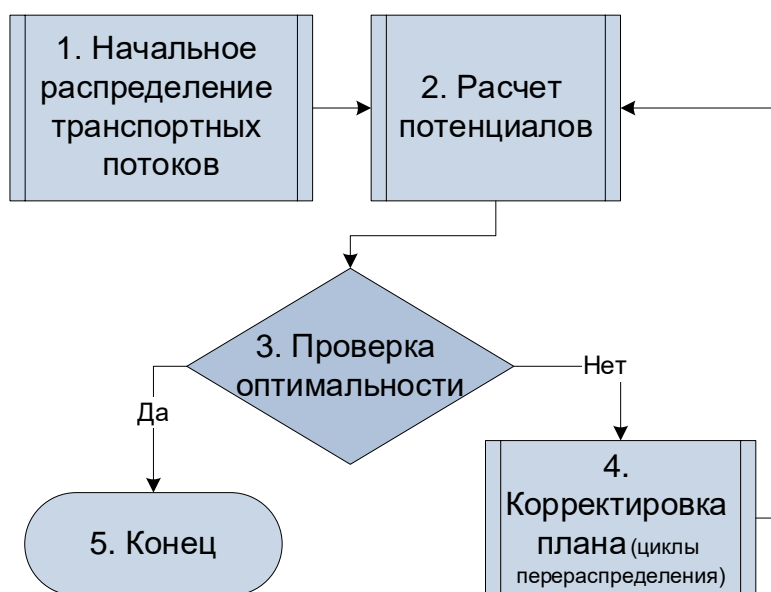 1. Начальное
распределение
транспортных
потоков
2. Расчет
потенциалов
3. Проверка
оптимальности
Да
Нет
4.
Корректировка
плана (циклы
перераспределения)
5. Конец